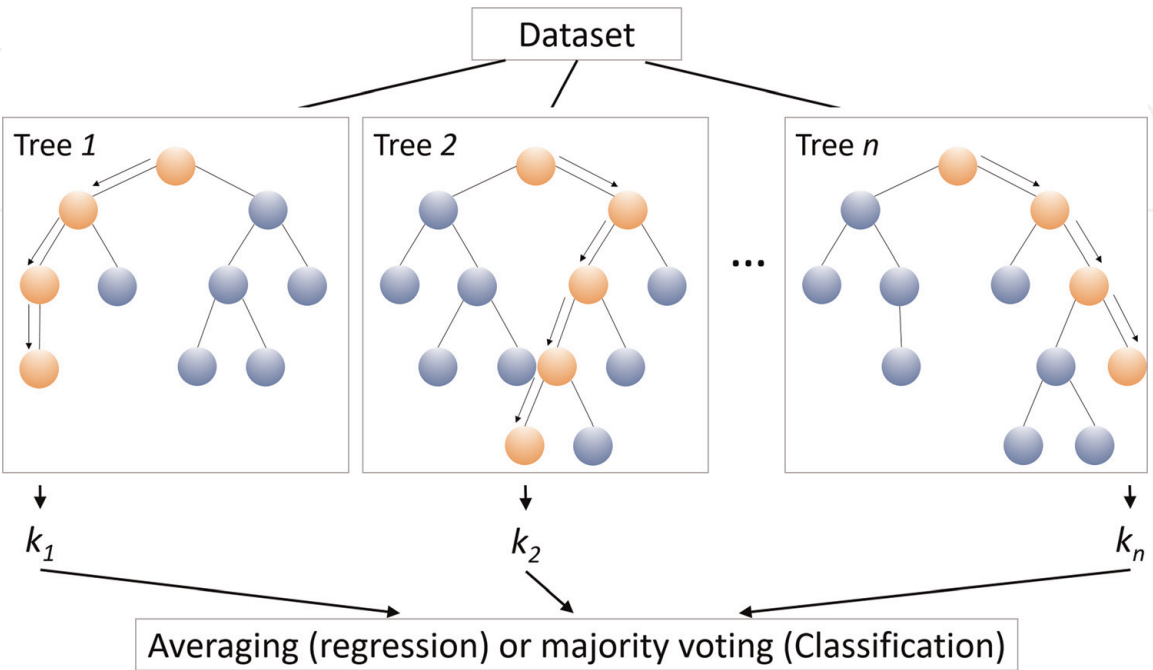 Dataset
Tree 1
Tree 2
Tree n
...
k1
k2
kn
Averaging (regression) or majority voting (Classification)